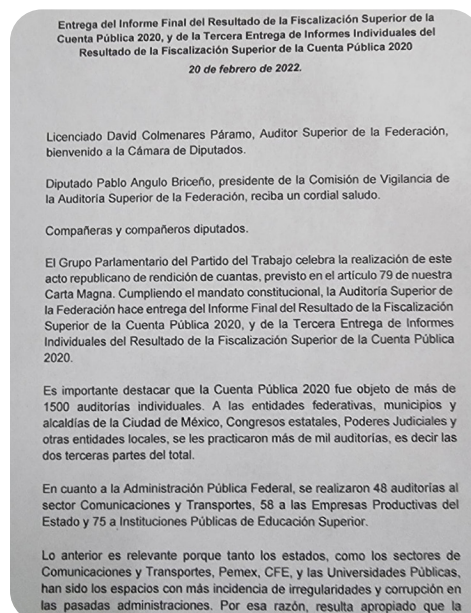 Entrega del Informe Final del Resultado de la Fiscalización Superior de la
Cuenta Pública 2020, y de la Tercera Entrega de Informes Individuales del
Resultado de la Fiscalización Superior de la Cuenta Pública 2020
20 de febrero de 2022.
Licenciado David Colmenares Páramo, Auditor Superior de la Federación,
bienvenido a la Cámara de Diputados.
Diputado Pablo Angulo Briceño, presidente de la Comisión de Vigilancia de
la Auditoría Superior de la Federación, reciba un cordial saludo.
Compañeras y compañeros diputados.
El Grupo Parlamentario del Partido del Trabajo celebra la realización de este
acto republicano de rendición de cuantas, previsto en el artículo 79 de nuestra
Carta Magna. Cumpliendo el mandato constitucional, la Auditoría Superior de
la Federación hace entrega del Informe Final del Resultado de la Fiscalización
Superior de la Cuenta Pública 2020, y de la Tercera Entrega de Informes
Individuales del Resultado de la Fiscalización Superior de la Cuenta Pública
2020.
Es importante destacar que la Cuenta Pública 2020 fue objeto de más de
1500 auditorías individuales. A las entidades federativas, municipios y
alcaldías de la Ciudad de México, Congresos estatales, Poderes Judiciales y
otras entidades locales, se les practicaron más de mil auditorías, es decir las
dos terceras partes del total.
En cuanto a la Administración Pública Federal, se realizaron 48 auditorías al
sector Comunicaciones y Transportes, 58 a las Empresas Productivas del
Estado y 75 a Instituciones Públicas de Educación Superior.
Lo anterior es relevante porque tanto los estados, como los sectores de
Comunicaciones y Transportes, Pemex, CFE, y las Universidades Públicas,
han sido los espacios con más incidencia de irregularidades y corrupción en
las pasadas administraciones. Por esa razón, resulta apropiado que la